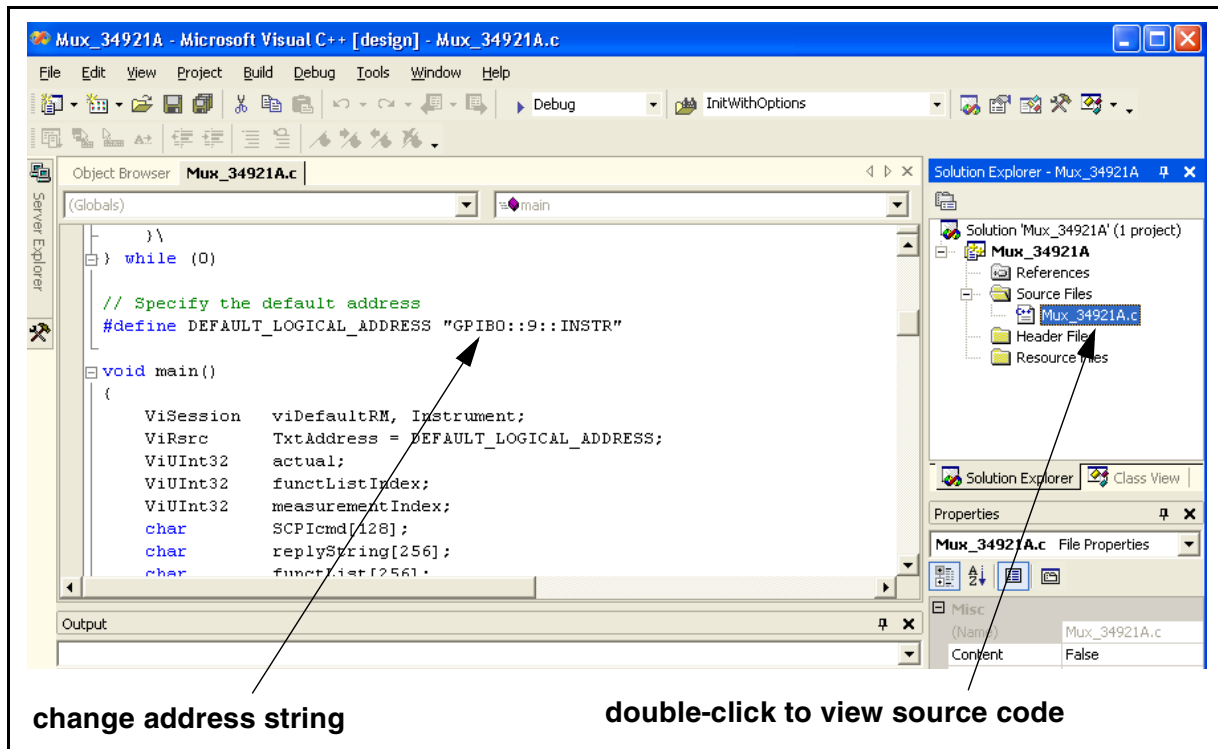 Mux_34921A - Microsoft Visual C++ [design] - Mux_34921A.c
File Edit View Project Build Debug Tools Window Help
Debug InitWithOptions
Server Explorer
Object Browser Mux_34921A.c
(Globals) main
}\
} while (0)
// Specify the default address
#define DEFAULT_LOGICAL_ADDRESS "GPIB0::9::INSTR"
void main()
{
ViSession viDefaultRM, Instrument;
ViRsrc TxtAddress = DEFAULT_LOGICAL_ADDRESS;
ViUInt32 actual;
ViUInt32 functListIndex;
ViUInt32 measurementIndex;
char SCPIcmd[128];
char replyString[256];
char functList[256];
Output
Solution Explorer - Mux_34921A
Solution 'Mux_34921A' (1 project)
Mux_34921A
References
Source Files
Mux_34921A.c
Header Files
Resource Files
Solution Explorer Class View
Properties
Mux_34921A.c File Properties
Misc
(Name) Mux_34921A.c
Content False
change address string
double-click to view source code